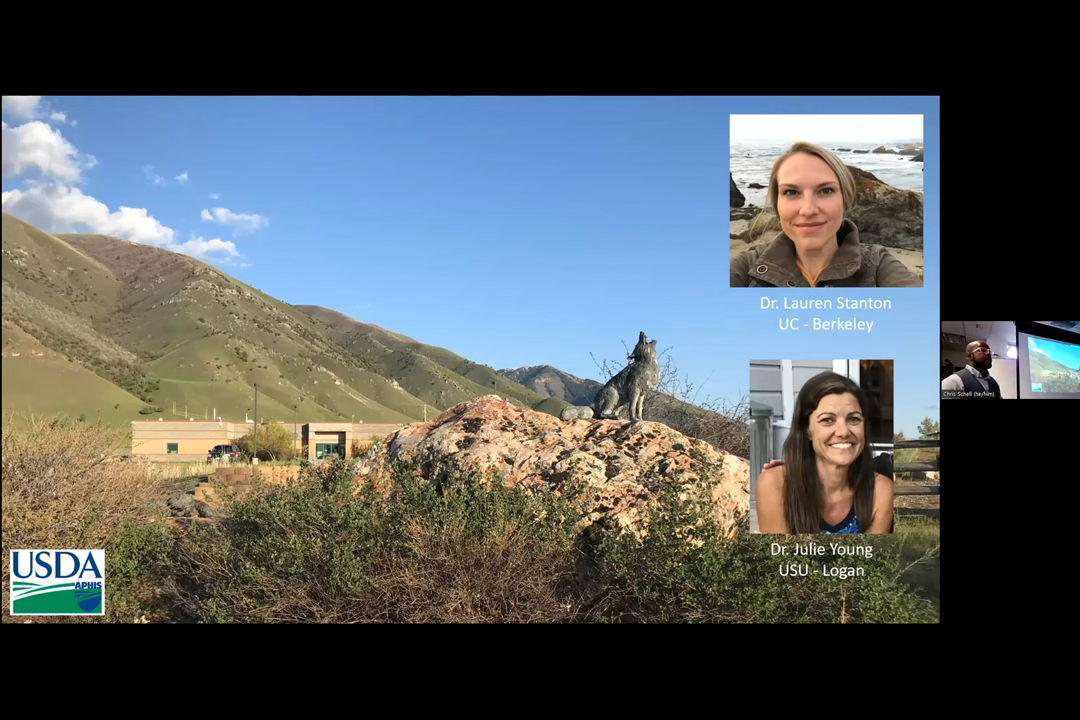 Dr. Lauren Stanton
UC - Berkeley
Chris Schell (he/him)
Dr. Julie Young
USU - Logan
USDA
APHIS